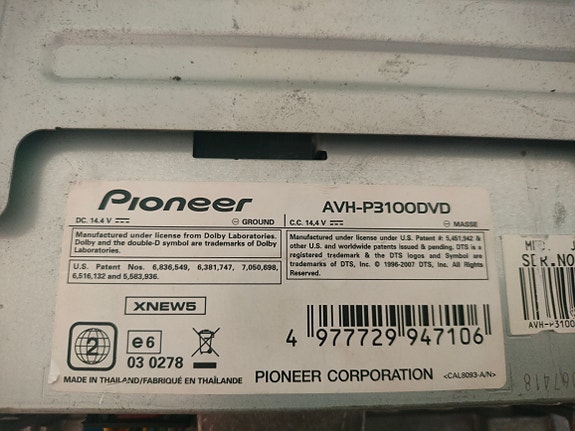 Pioneer
AVH-P3100DVD
DC. 14.4 V ⎓ ⊖ GROUND
C.C. 14,4 V ⎓ ⊖ MASSE
Manufactured under license from Dolby Laboratories.
Dolby and the double-D symbol are trademarks of Dolby
Laboratories.
U.S. Patent Nos. 6,836,549, 6,381,747, 7,050,698,
6,516,132 and 5,583,936.
Manufactured under license under U.S. Patent #: 5,451,942 &
other U.S. and worldwide patents issued & pending. DTS is a
registered trademark & the DTS logos and Symbol are
trademarks of DTS, Inc. © 1996-2007 DTS, Inc. All Rights
Reserved.
XNEW5
2
e6
03 0278
MADE IN THAILAND/FABRIQUÉ EN THAÏLANDE
4 977729 947106
PIONEER CORPORATION
<CAL8093-A/N>
SER.NO
AVH-P3100